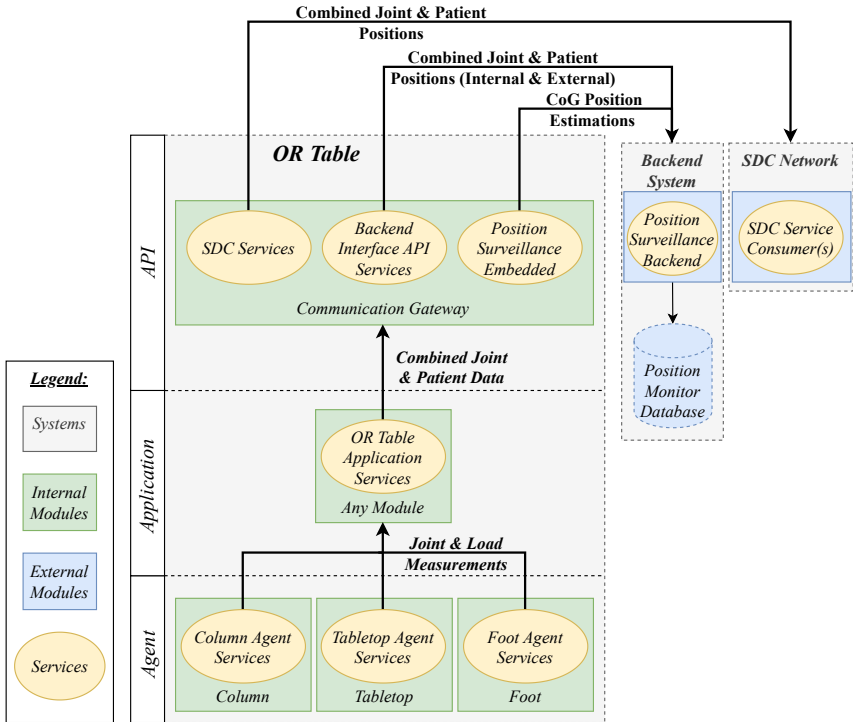 Combined Joint & Patient
Positions
Combined Joint & Patient
Positions (Internal & External)
CoG Position
Estimations
OR Table
Backend
System
SDC Network
API
SDC Services
Backend
Interface API
Services
Position
Surveillance
Embedded
Communication Gateway
Position
Surveillance
Backend
SDC Service
Consumer(s)
Position
Monitor
Database
Combined Joint
& Patient Data
Legend:
Systems
Internal
Modules
External
Modules
Services
Application
OR Table
Application
Services
Any Module
Joint & Load
Measurements
Agent
Column Agent
Services
Column
Tabletop Agent
Services
Tabletop
Foot Agent
Services
Foot